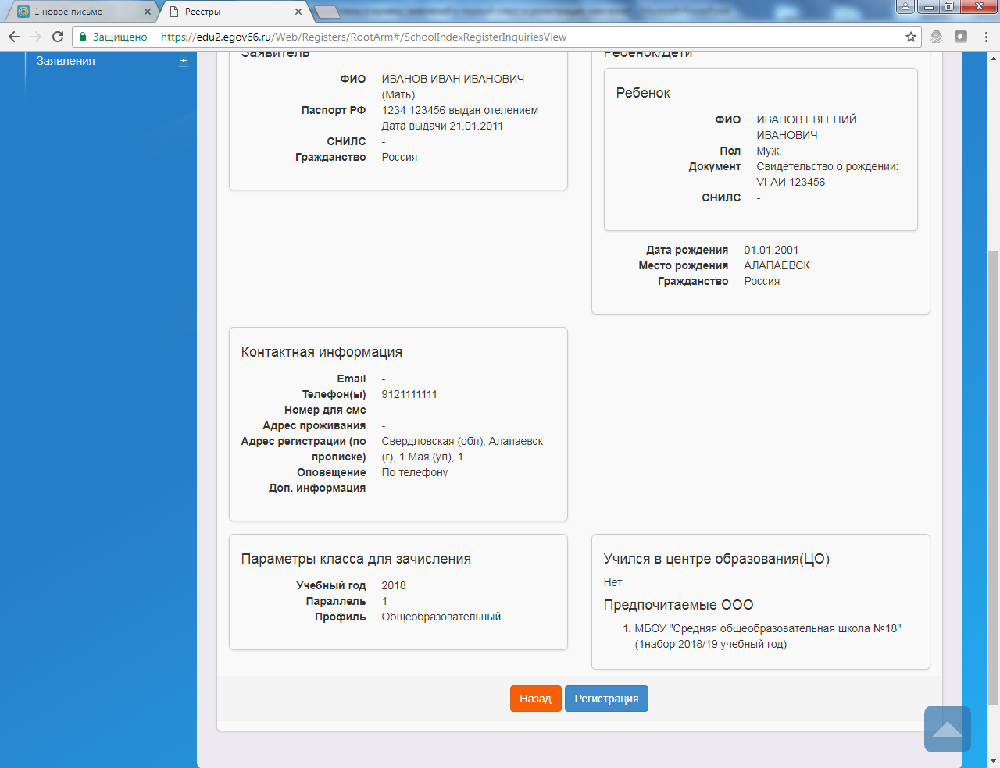 1 новое письмо
Реестры
Защищено
https://edu2.egov66.ru/Web/Registers/RootArm#/SchoolIndexRegisterInquiriesView
Заявления
Заявитель
ФИО ИВАНОВ ИВАН ИВАНОВИЧ
(Мать)
Паспорт РФ 1234 123456 выдан отелением
Дата выдачи 21.01.2011
СНИЛС -
Гражданство Россия
Ребенок/Дети
Ребенок
ФИО ИВАНОВ ЕВГЕНИЙ
ИВАНОВИЧ
Пол Муж.
Документ Свидетельство о рождении:
VI-АИ 123456
СНИЛС -
Дата рождения 01.01.2001
Место рождения АЛАПАЕВСК
Гражданство Россия
Контактная информация
Email -
Телефон(ы) 9121111111
Номер для смс -
Адрес проживания -
Адрес регистрации (по Свердловская (обл), Алапаевск
прописке) (г), 1 Мая (ул), 1
Оповещение По телефону
Доп. информация -
Параметры класса для зачисления
Учебный год 2018
Параллель 1
Профиль Общеобразовательный
Учился в центре образования(ЦО)
Нет
Предпочитаемые ООО
1. МБОУ "Средняя общеобразовательная школа №18"
(1набор 2018/19 учебный год)
Назад
Регистрация